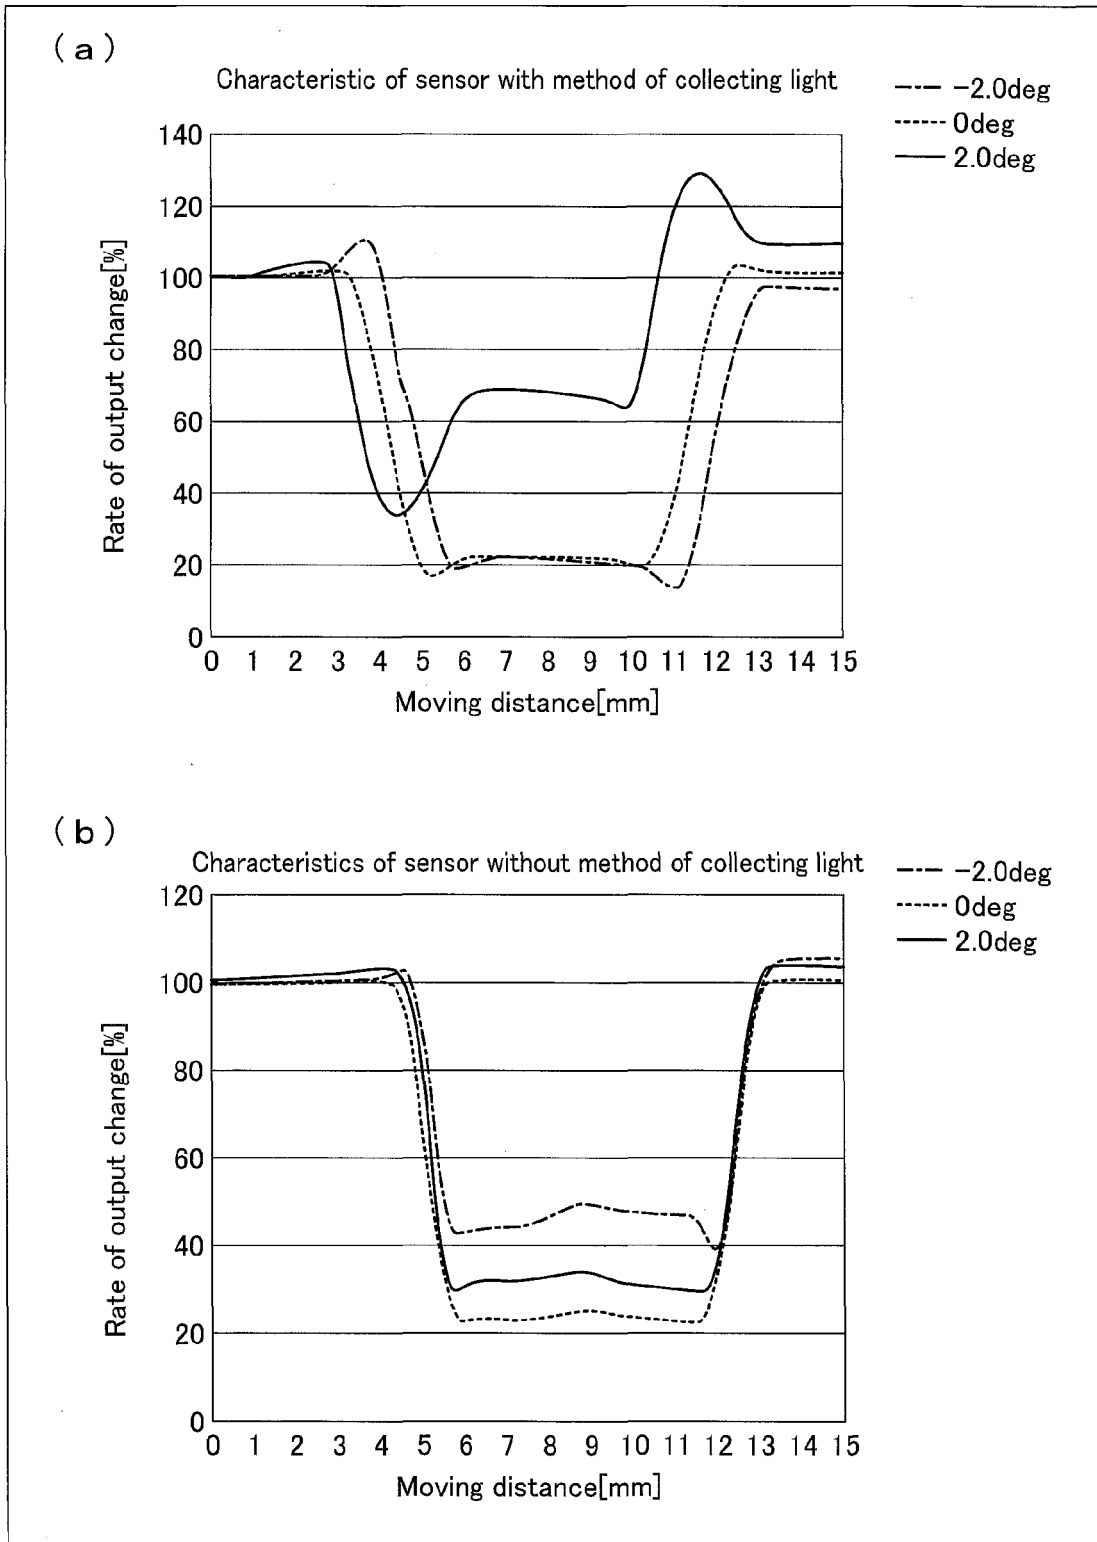 (a)
Characteristic of sensor with method of collecting light
-2.0deg
0deg
2.0deg
140
120
100
80
60
40
20
0
Rate of output change[%]
0 1 2 3 4 5 6 7 8 9 10 11 12 13 14 15
Moving distance[mm]
(b)
Characteristics of sensor without method of collecting light
-2.0deg
0deg
2.0deg
120
100
80
60
40
20
0
Rate of output change[%]
0 1 2 3 4 5 6 7 8 9 10 11 12 13 14 15
Moving distance[mm]